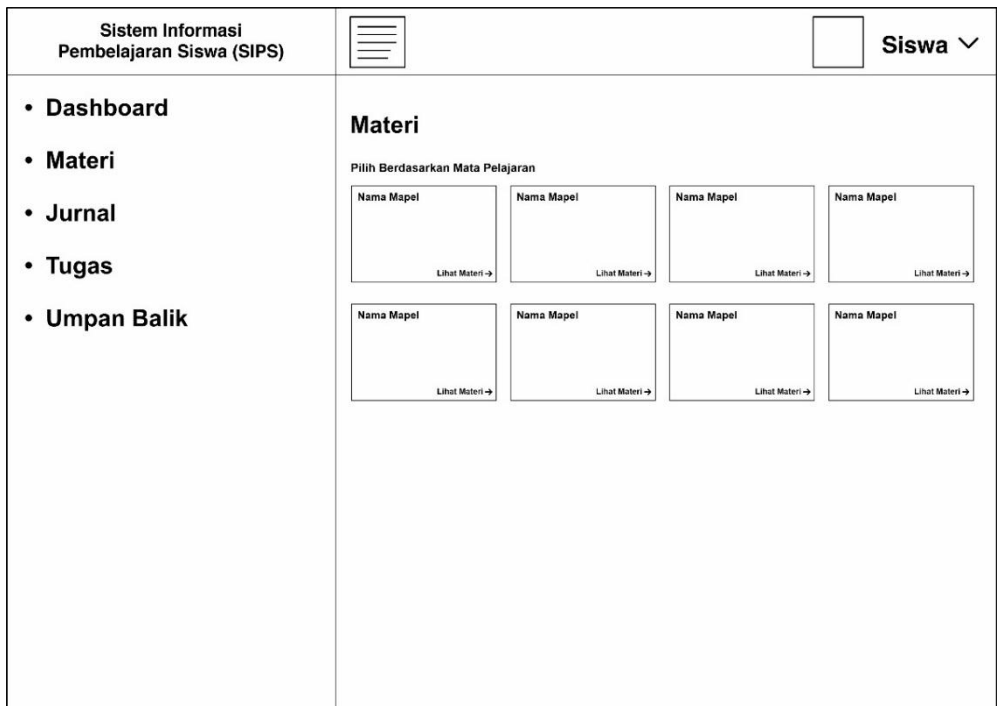 Sistem Informasi
Pembelajaran Siswa (SIPS)
Siswa
• Dashboard
• Materi
• Jurnal
• Tugas
• Umpan Balik
Materi
Pilih Berdasarkan Mata Pelajaran
Nama Mapel
Lihat Materi →
Nama Mapel
Lihat Materi →
Nama Mapel
Lihat Materi →
Nama Mapel
Lihat Materi →
Nama Mapel
Lihat Materi →
Nama Mapel
Lihat Materi →
Nama Mapel
Lihat Materi →
Nama Mapel
Lihat Materi →